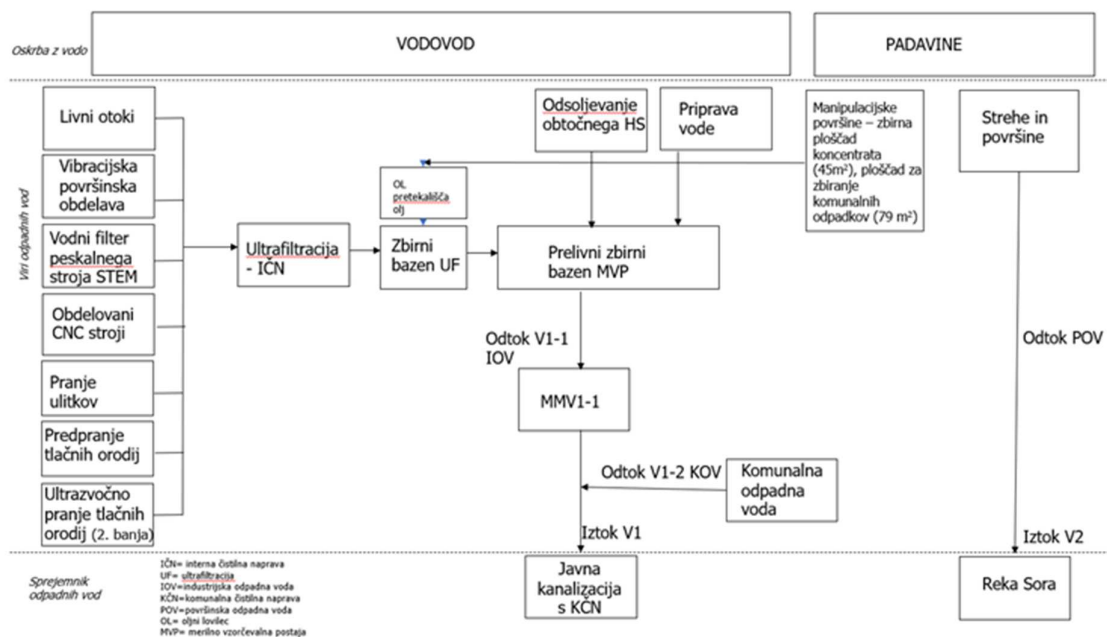 Oskrba z vodo
VODOVOD
PADAVINE
Viri odpadnih vod
Livni otoki
Vibracijska
površinska
obdelava
Vodni filter
peskalnega
stroja STEM
Obdelovani
CNC stroji
Pranje
ulitkov
Predpranje
tlačnih orodij
Ultrazvočno
pranje tlačnih
orodij (2. banja)
Ultrafiltracija
- IČN
OL
pretekališča
olj
Zbirni
bazen UF
Odsoljevanje
obtočnega HS
Priprava
vode
Prelivni zbirni
bazen MVP
Manipulacijske
površine – zbirna
ploščad
koncentrata
(45m²), ploščad za
zbiranje
komunalnih
odpadkov (79 m²)
Strehe in
površine
Odtok V1-1
IOV
MMV1-1
Odtok V1-2 KOV
Komunalna
odpadna
voda
Odtok POV
Iztok V1
Iztok V2
Sprejemnik
odpadnih vod
IČN= interna čistilna naprava
UF= ultrafiltracija
IOV=industrijska odpadna voda
KČN=komunalna čistilna naprava
POV=površinska odpadna voda
OL= oljni lovilec
MVP= merilno vzorčevalna postaja
Javna
kanalizacija
s KČN
Reka Sora